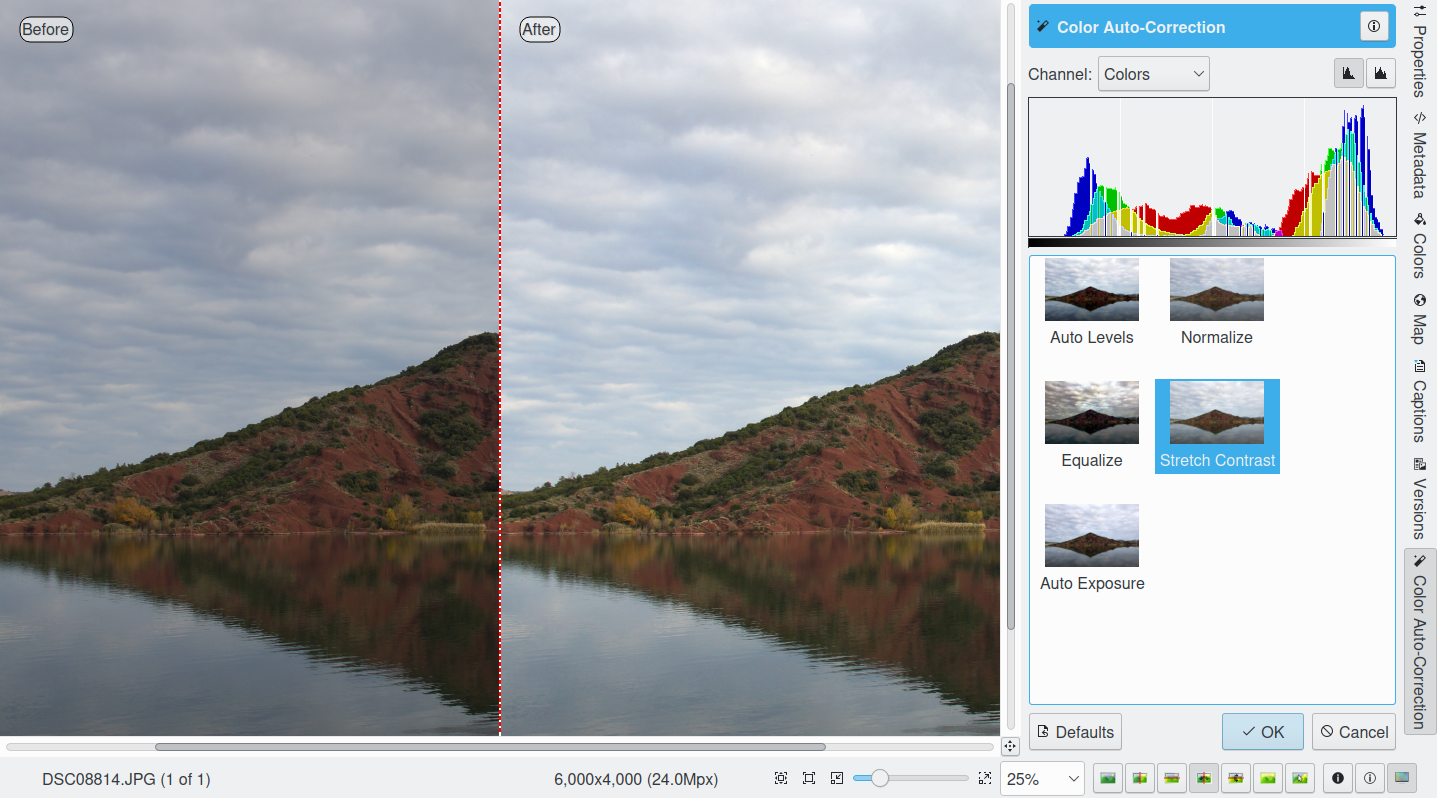 Before
After
Color Auto-Correction
Channel: Colors
Auto Levels
Normalize
Equalize
Stretch Contrast
Auto Exposure
Defaults
OK
Cancel
Properties
Metadata
Colors
Map
Captions
Versions
Color Auto-Correction
DSC08814.JPG (1 of 1)
6,000x4,000 (24.0Mpx)
25%